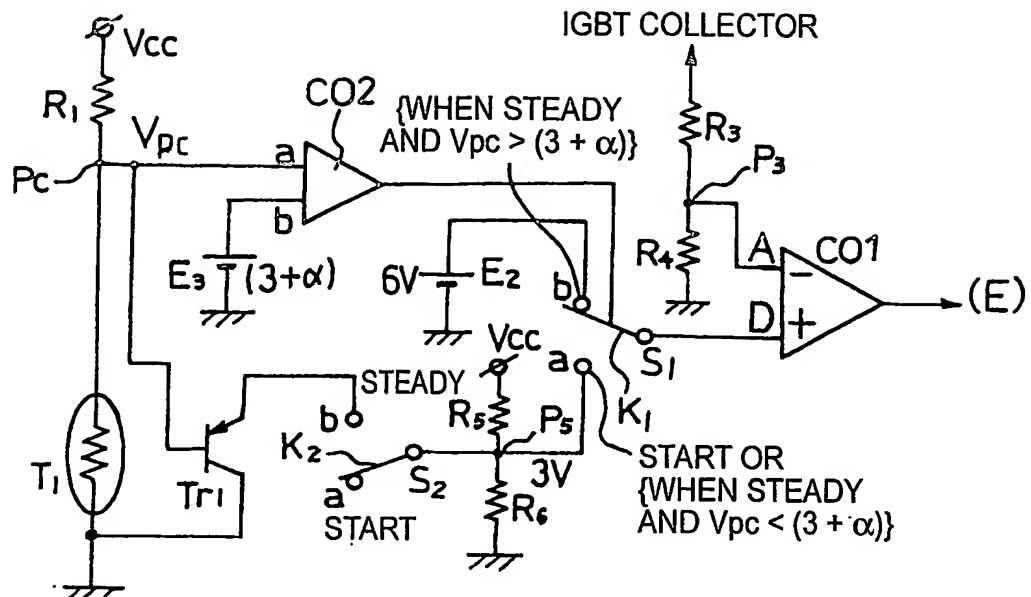 IGBT COLLECTOR
Vcc
CO2
{WHEN STEADY
AND Vpc > (3 + α)}
R1
R3
Vpc
a
Pc
P3
b
R4
A
CO1
E3
(3+α)
6V
E2
b
−
(E)
D
+
Vcc
S1
a
STEADY
b
R5
P5
K1
K2
S2
3V
START OR
{WHEN STEADY
AND Vpc < (3 + α)}
T1
Tr1
a
START
R6